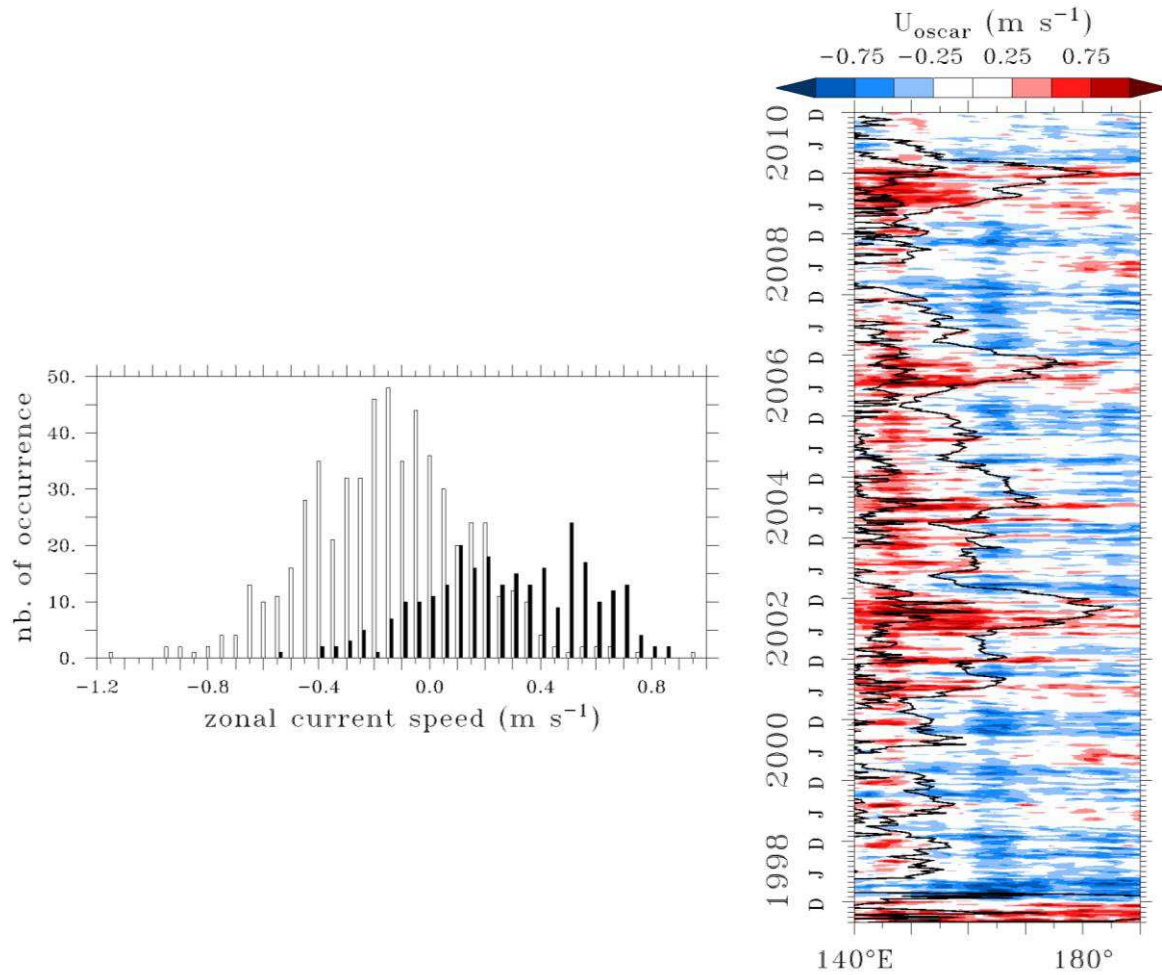 U_oscar (m s⁻¹)
−0.75 −0.25 0.25 0.75
50.
40.
30.
20.
10.
0.
nb. of occurrence
−1.2 −0.8 −0.4 0.0 0.4 0.8
zonal current speed (m s⁻¹)
2010
2008
2006
2004
2002
2000
1998
D
J
D
J
D
J
D
J
D
J
D
J
D
J
D
J
D
J
D
J
D
J
D
J
D
J
D
140°E 180°